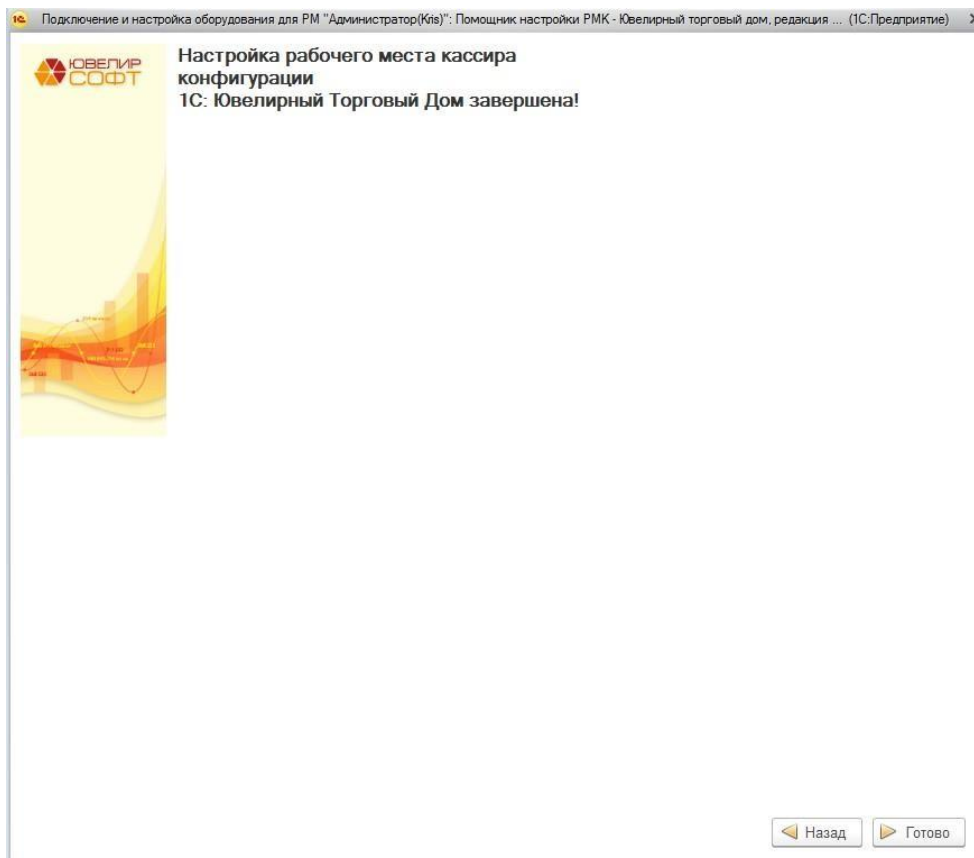 Подключение и настройка оборудования для РМ "Администратор(Kris)": Помощник настройки РМК - Ювелирный торговый дом, редакция ... (1С:Предприятие)
ЮВЕЛИР
СОФТ
Настройка рабочего места кассира
конфигурации
1С: Ювелирный Торговый Дом завершена!
Назад
Готово